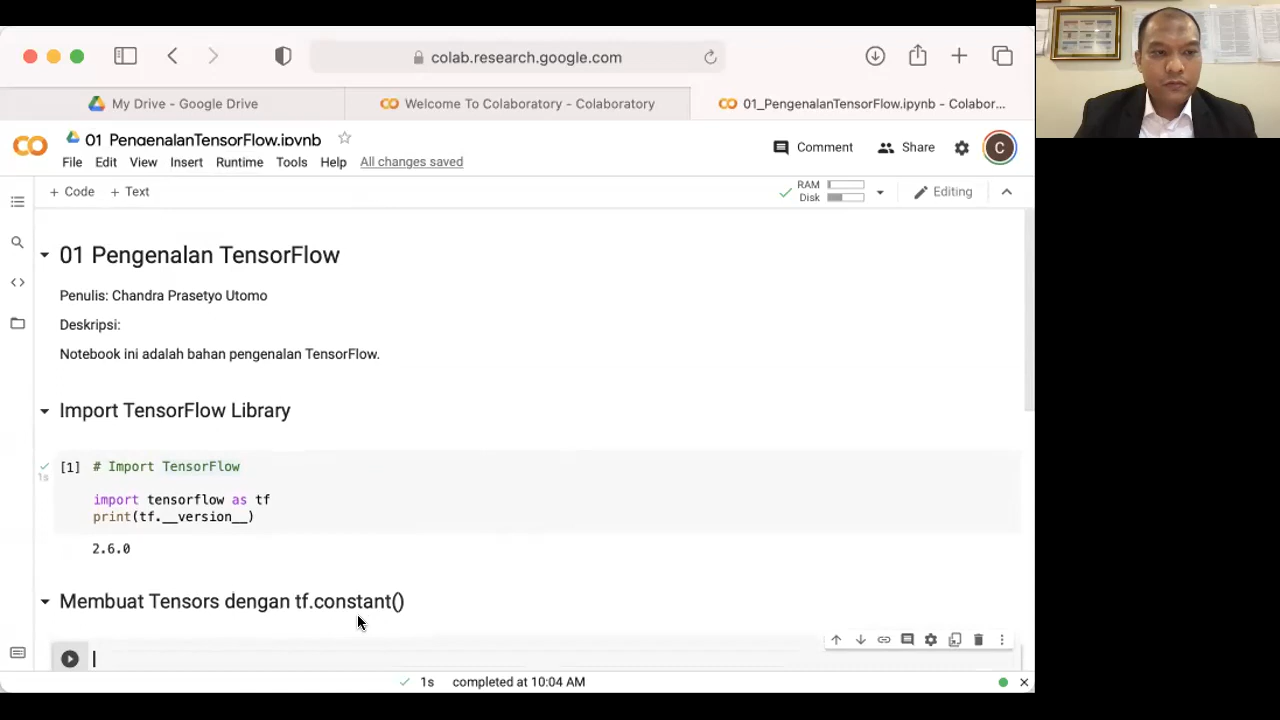 colab.research.google.com
My Drive - Google Drive
Welcome To Colaboratory - Colaboratory
01_PengenalanTensorFlow.ipynb - Colabor...
01_PengenalanTensorFlow.ipynb
File Edit View Insert Runtime Tools Help All changes saved
Comment
Share
C
+ Code + Text
RAM
Disk
Editing
01 Pengenalan TensorFlow
Penulis: Chandra Prasetyo Utomo
Deskripsi:
Notebook ini adalah bahan pengenalan TensorFlow.
Import TensorFlow Library
1s
[1] # Import TensorFlow
import tensorflow as tf
print(tf.__version__)
2.6.0
Membuat Tensors dengan tf.constant()
1s completed at 10:04 AM